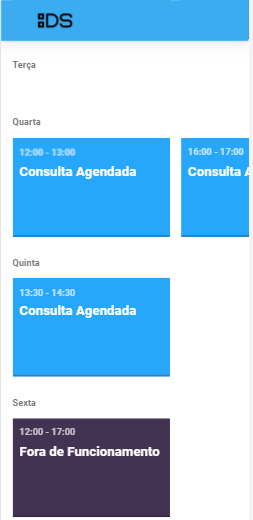 DS
Terça
Quarta
12:00 - 13:00
Consulta Agendada
16:00 - 17:00
Consulta
Quinta
13:30 - 14:30
Consulta Agendada
Sexta
12:00 - 17:00
Fora de Funcionamento